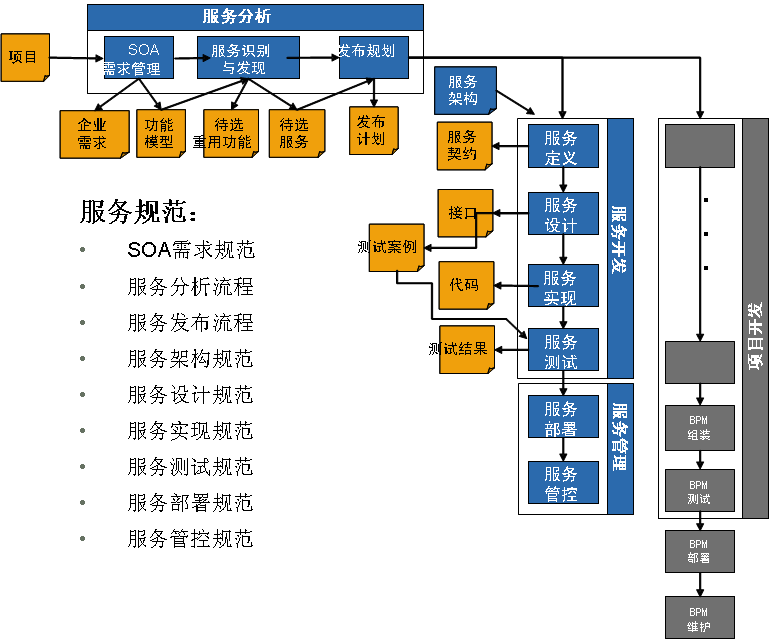 服务分析
项目
SOA
需求管理
服务识别
与发现
发布规划
企业
需求
功能
模型
待选
重用功能
待选
服务
发布
计划
服务
架构
服务
契约
服务
定义
接口
服务
设计
测试案例
代码
服务
实现
测试结果
服务
测试
服务开发
服务
部署
服务
管控
服务管理
项目开发
BPM
组装
BPM
测试
BPM
部署
BPM
维护
服务规范：
• SOA需求规范
• 服务分析流程
• 服务发布流程
• 服务架构规范
• 服务设计规范
• 服务实现规范
• 服务测试规范
• 服务部署规范
• 服务管控规范